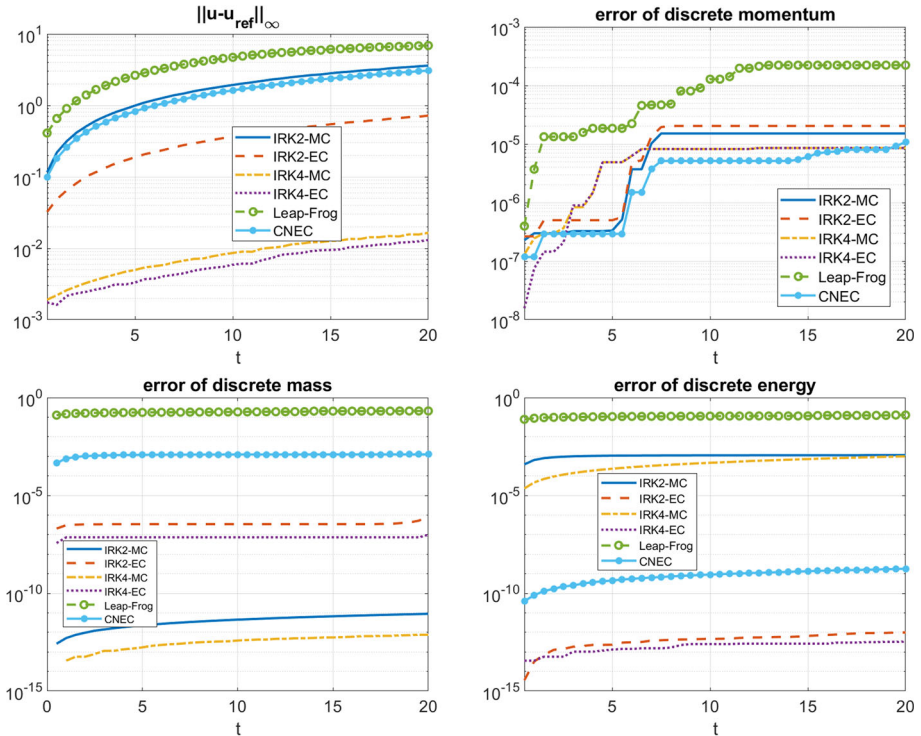 ||u-u_ref||_∞
10^1
10^0
10^-1
10^-2
10^-3
5
10
15
20
t
IRK2-MC
IRK2-EC
IRK4-MC
IRK4-EC
Leap-Frog
CNEC
error of discrete momentum
10^-3
10^-4
10^-5
10^-6
10^-7
10^-8
5
10
15
20
t
IRK2-MC
IRK2-EC
IRK4-MC
IRK4-EC
Leap-Frog
CNEC
error of discrete mass
10^0
10^-5
10^-10
10^-15
0
5
10
15
20
t
IRK2-MC
IRK2-EC
IRK4-MC
IRK4-EC
Leap-Frog
CNEC
error of discrete energy
10^0
10^-5
10^-10
10^-15
5
10
15
20
t
IRK2-MC
IRK2-EC
IRK4-MC
IRK4-EC
Leap-Frog
CNEC